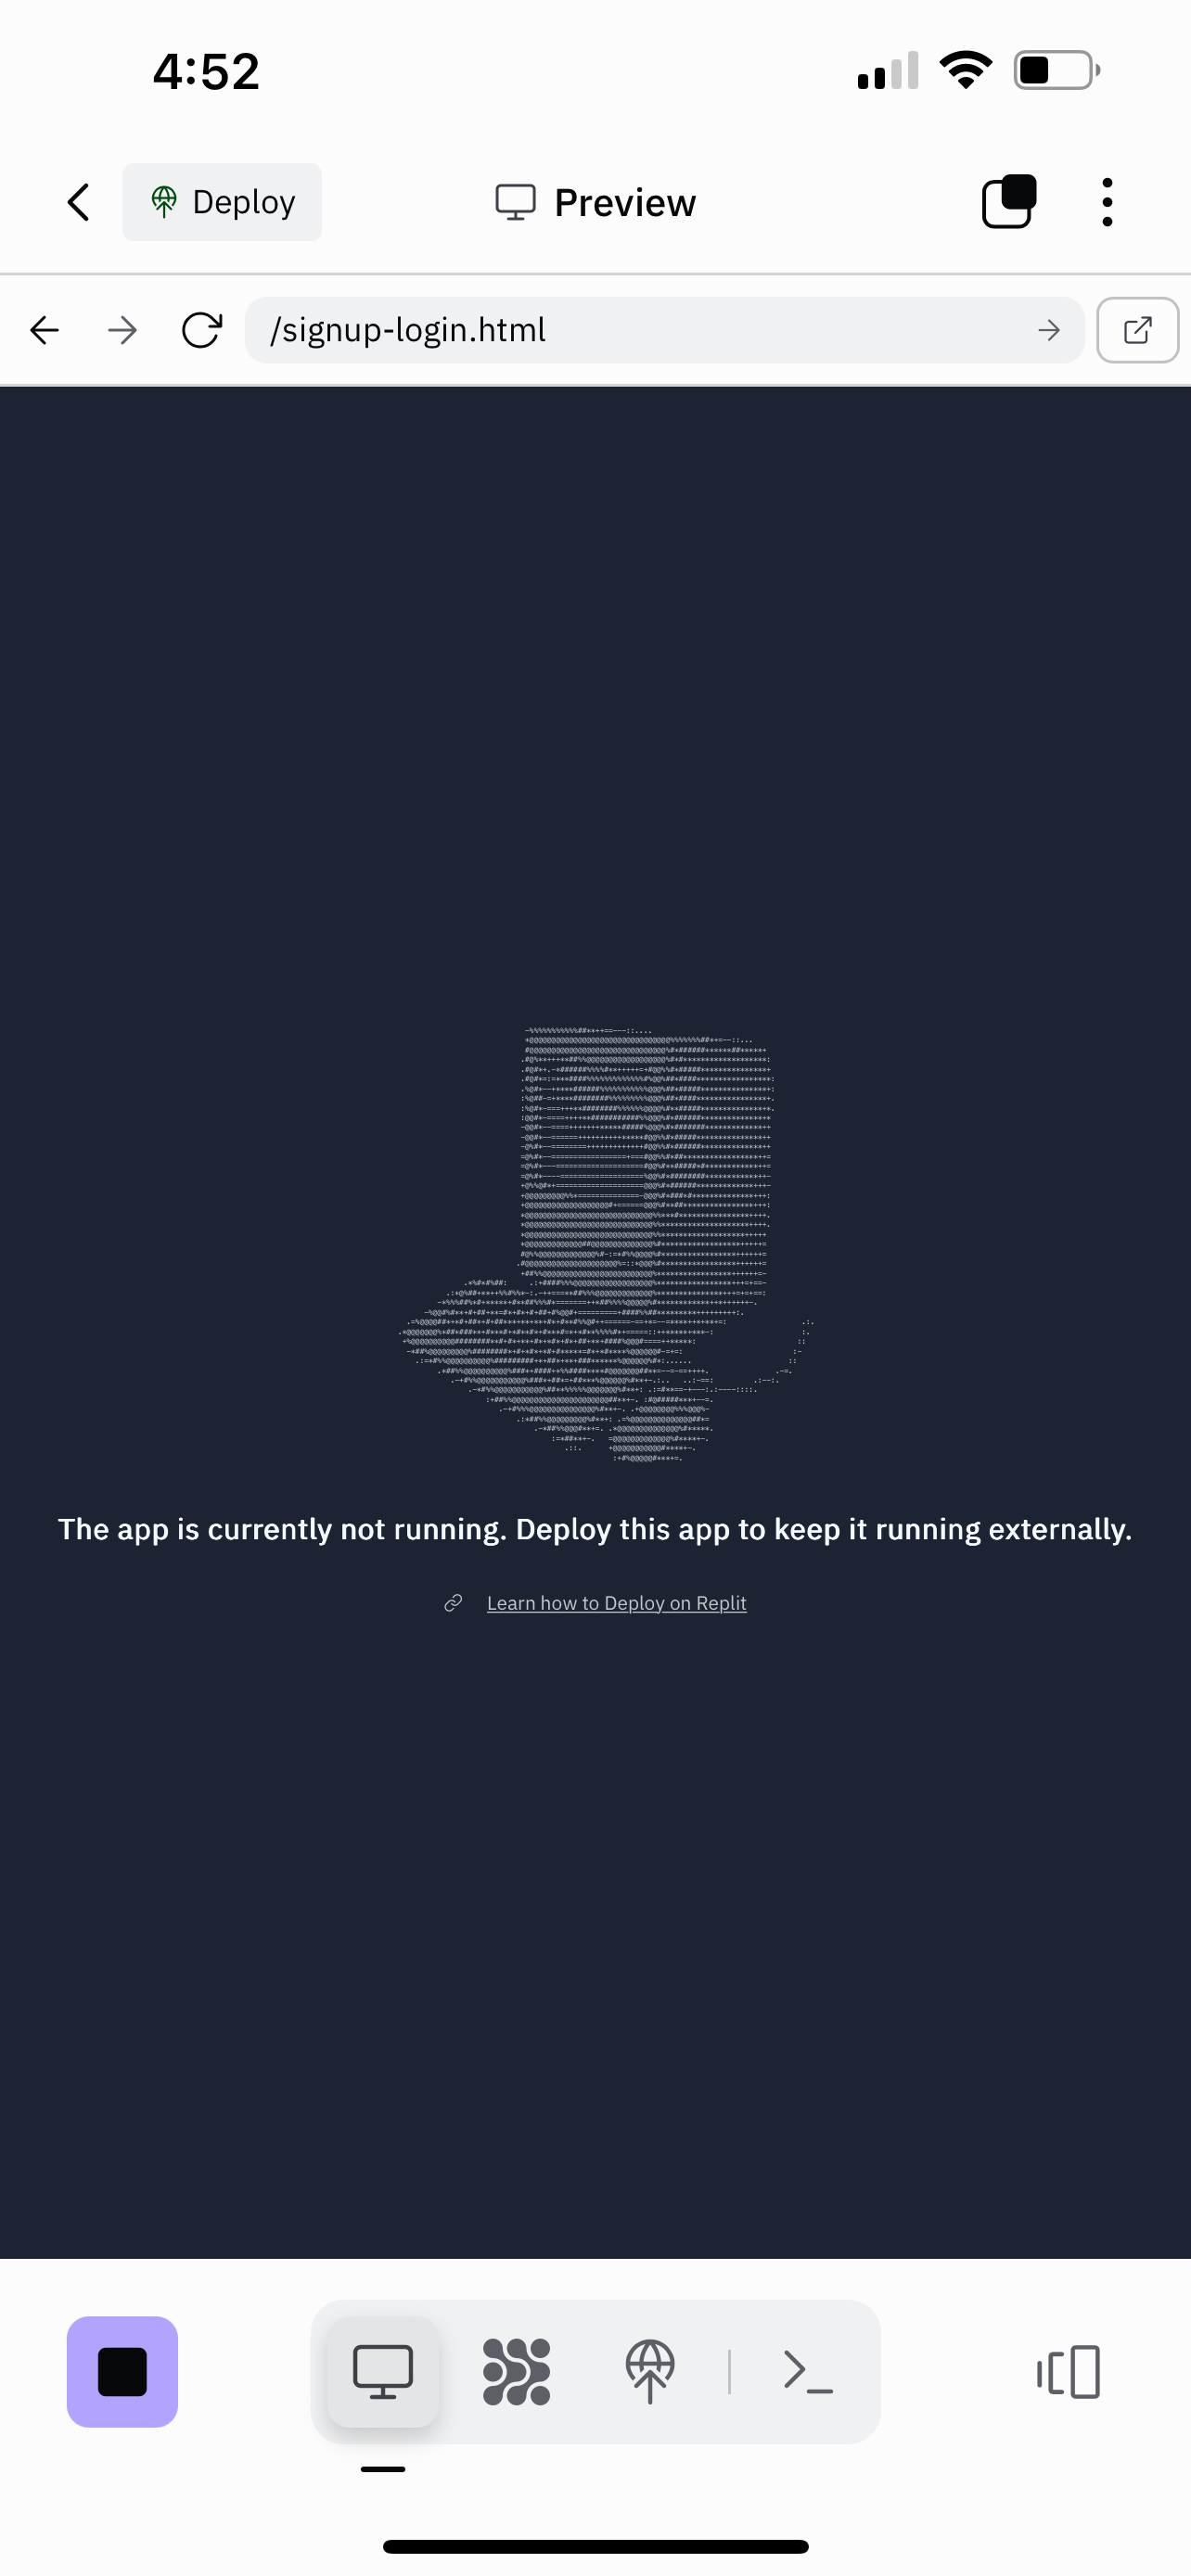 4:52
Deploy
Preview
/signup-login.html
The app is currently not running. Deploy this app to keep it running externally.
Learn how to Deploy on Replit